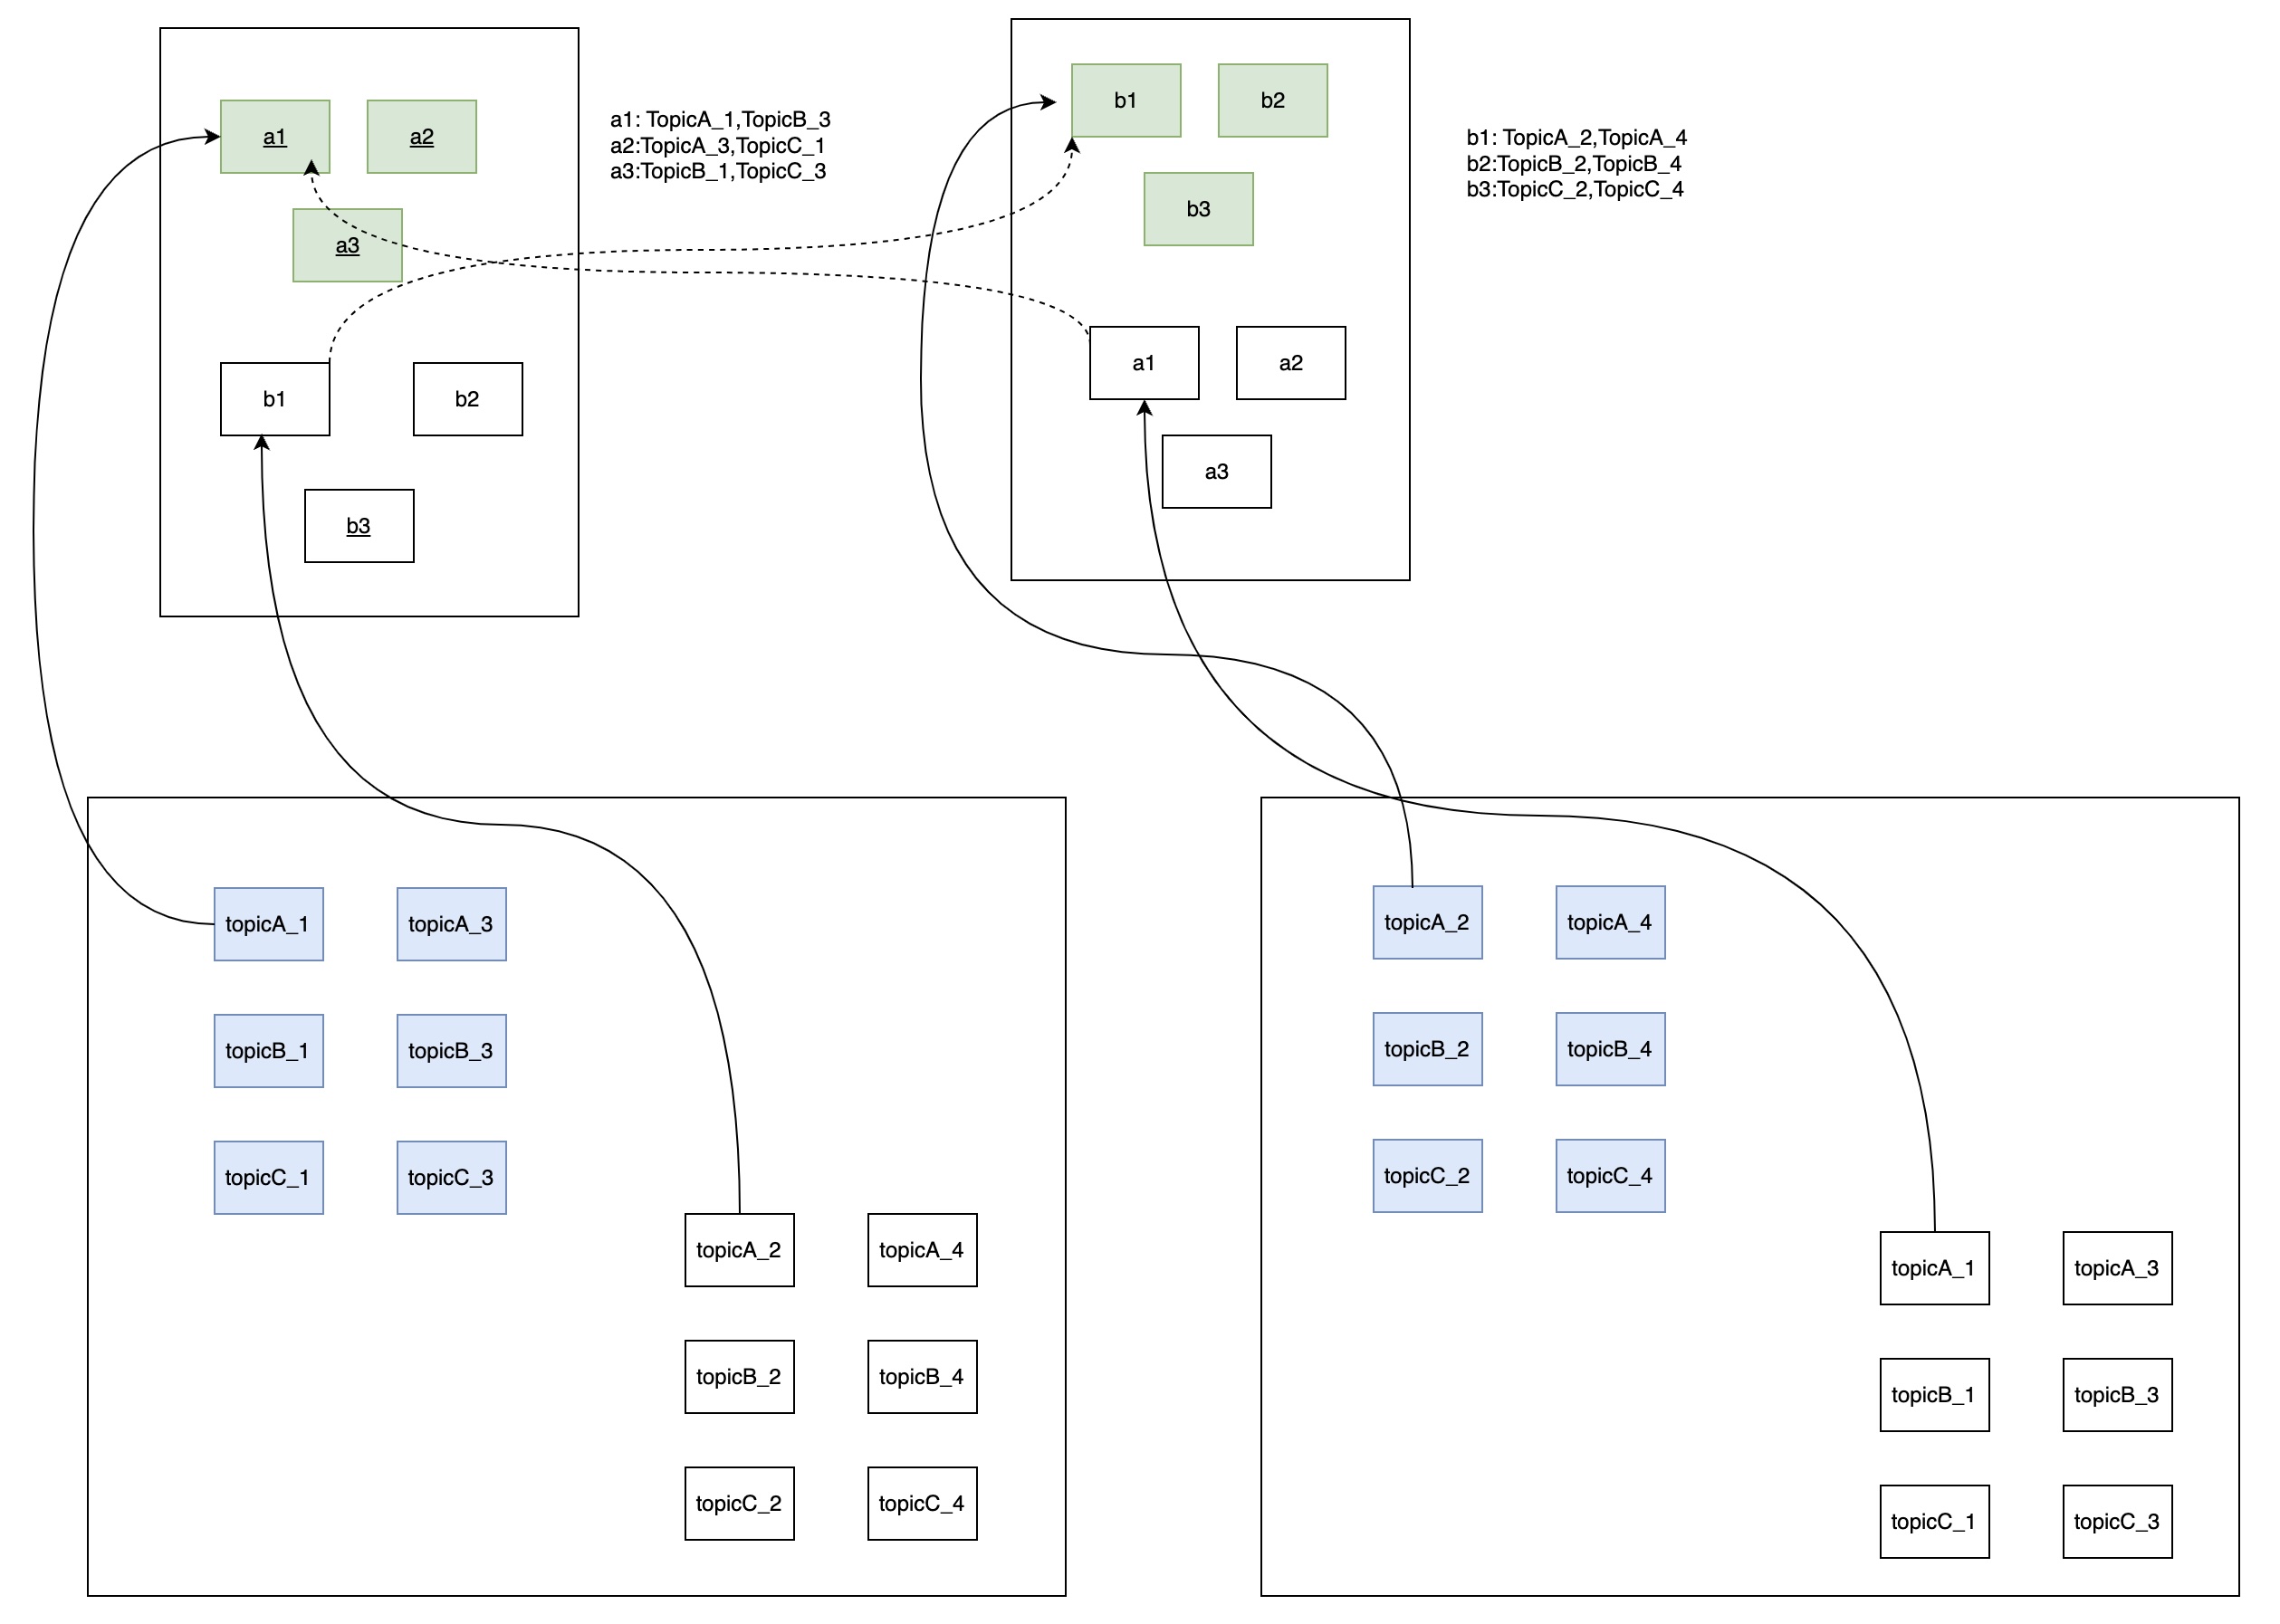 a1
a2
a3
b1
b2
b3
a1: TopicA_1,TopicB_3
a2:TopicA_3,TopicC_1
a3:TopicB_1,TopicC_3
b1
b2
b3
a1
a2
a3
b1: TopicA_2,TopicA_4
b2:TopicB_2,TopicB_4
b3:TopicC_2,TopicC_4
topicA_1
topicA_3
topicB_1
topicB_3
topicC_1
topicC_3
topicA_2
topicA_4
topicB_2
topicB_4
topicC_2
topicC_4
topicA_2
topicA_4
topicB_2
topicB_4
topicC_2
topicC_4
topicA_1
topicA_3
topicB_1
topicB_3
topicC_1
topicC_3